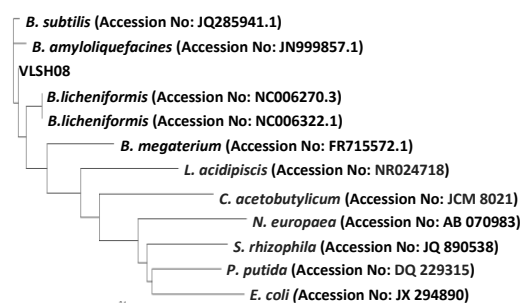 B. subtilis (Accession No: JQ285941.1)
B. amyloliquefacines (Accession No: JN999857.1)
VLSH08
B.licheniformis (Accession No: NC006270.3)
B.licheniformis (Accession No: NC006322.1)
B. megaterium (Accession No: FR715572.1)
L. acidipiscis (Accession No: NR024718)
C. acetobutylicum (Accession No: JCM 8021)
N. europaea (Accession No: AB 070983)
S. rhizophila (Accession No: JQ 890538)
P. putida (Accession No: DQ 229315)
E. coli (Accession No: JX 294890)